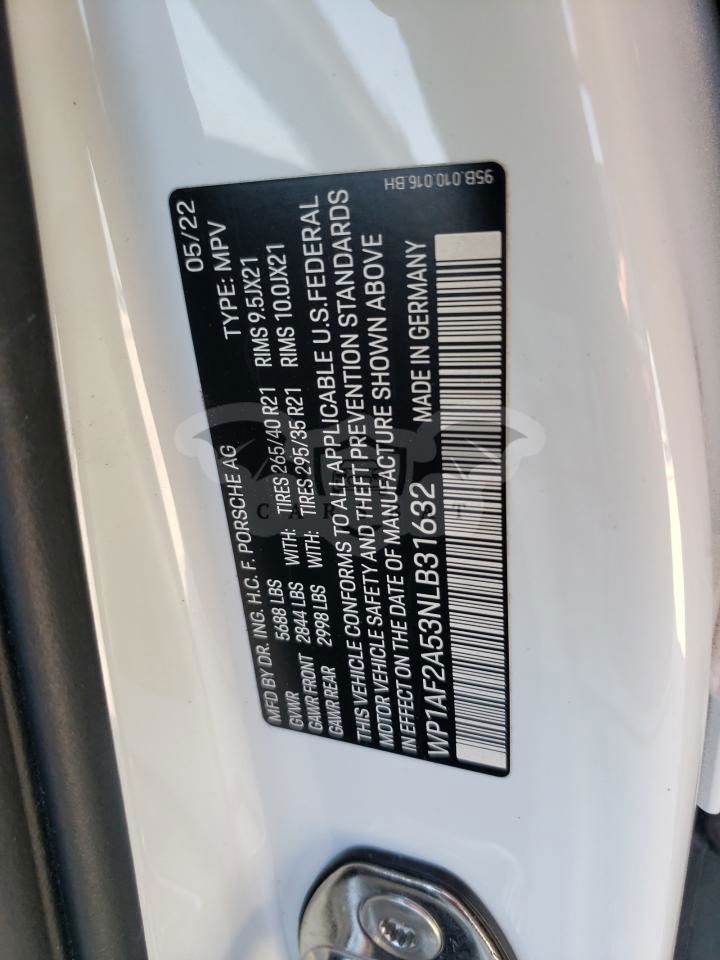 MFD BY DR. ING. H.C. F. PORSCHE AG 05/22
GVWR 5688 LBS TYPE: MPV
GAWR FRONT 2844 LBS WITH: TIRES 265/40 R21 RIMS 9.5JX21
GAWR REAR 2998 LBS WITH: TIRES 295/35 R21 RIMS 10.0JX21
THIS VEHICLE CONFORMS TO ALL APPLICABLE U.S. FEDERAL
MOTOR VEHICLE SAFETY AND THEFT PREVENTION STANDARDS
IN EFFECT ON THE DATE OF MANUFACTURE SHOWN ABOVE
WP1AF2A53NLB31632 MADE IN GERMANY
95B.010.016.BH